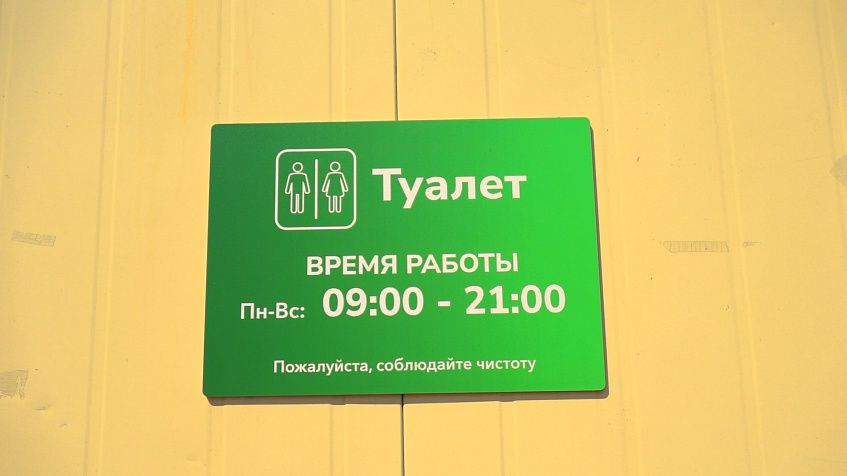 Туалет
ВРЕМЯ РАБОТЫ
Пн-Вс: 09:00 - 21:00
Пожалуйста, соблюдайте чистоту